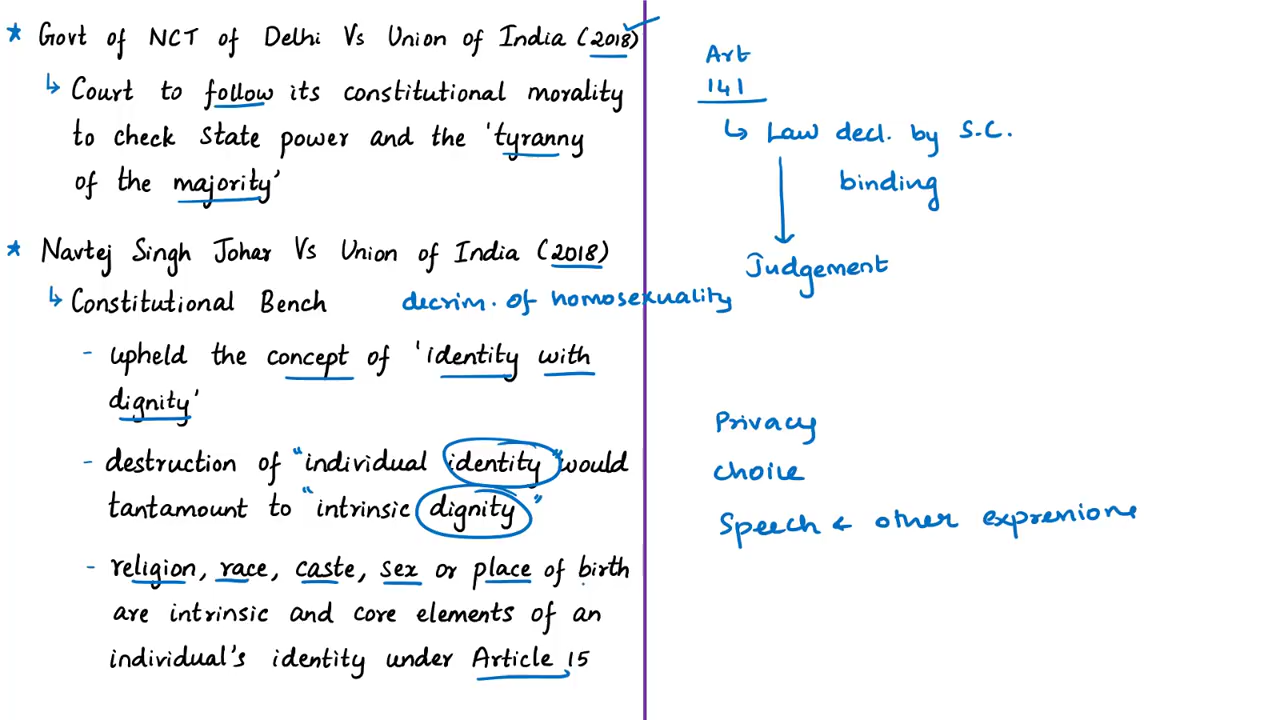 * Govt of NCT of Delhi Vs Union of India (2018)
↳ Court to follow its constitutional morality
to check state power and the 'tyranny
of the majority'
* Navtej Singh Johar Vs Union of India (2018)
↳ Constitutional Bench decrim. of homosexuality
- upheld the concept of 'identity with
dignity'
- destruction of "individual identity" would
tantamount to "intrinsic dignity"
- religion, race, caste, sex or place of birth
are intrinsic and core elements of an
individual's identity under Article 15
Art
141
↳ Law decl. by S.C.
binding
Judgement
Privacy
choice
Speech & other expressions